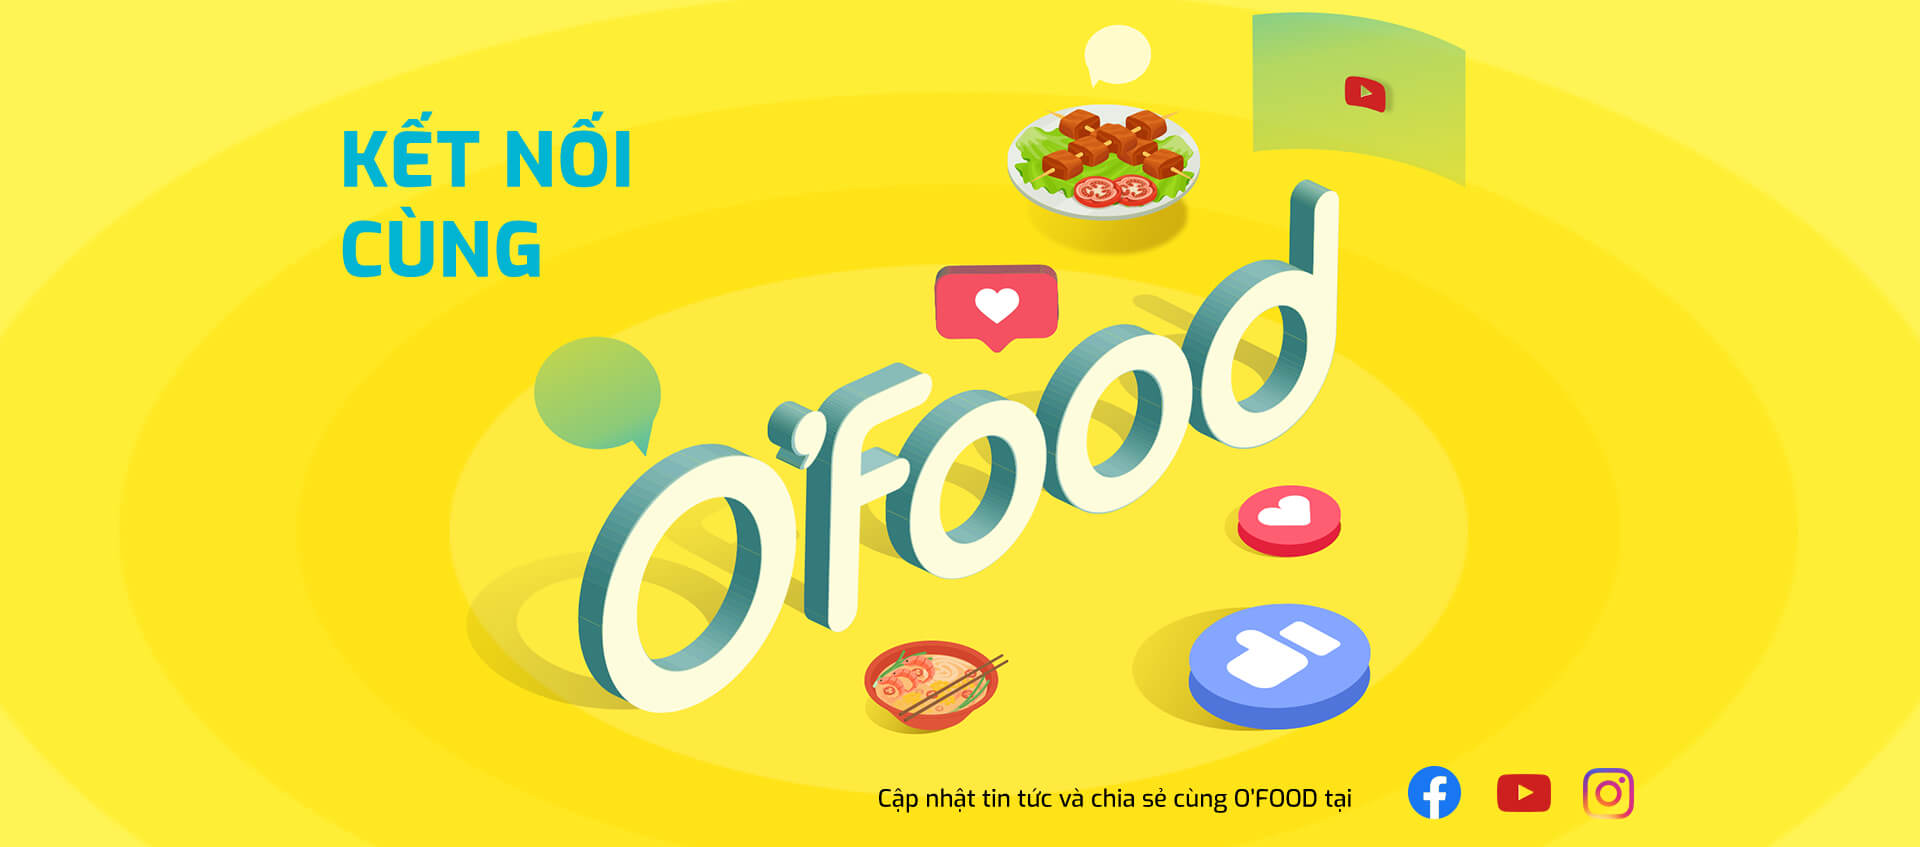 KẾT NỐI
CÙNG
O'Food
Cập nhật tin tức và chia sẻ cùng O'FOOD tại